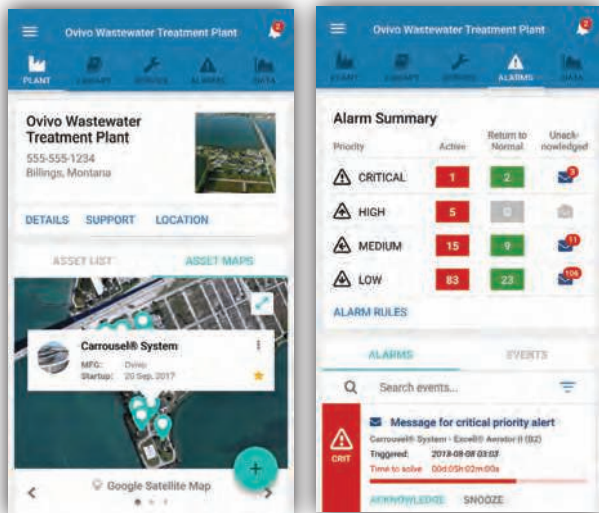 Ovivo Wastewater Treatment Plant
2
PLANT
LIBRARY
SERVICE
ALARMS
DATA
Ovivo Wastewater
Treatment Plant
555-555-1234
Billings, Montana
DETAILS SUPPORT LOCATION
ASSET LIST ASSET MAPS
Carrousel® System
MFG: Ovivo
Startup: 20 Sep, 2017
+
Google Satellite Map
Ovivo Wastewater Treatment Plant
2
PLANT
LIBRARY
SERVICE
ALARMS
DATA
Alarm Summary
Priority Active Return to Normal Unack-nowledged
CRITICAL 1 2 3
HIGH 5 0
MEDIUM 15 9 11
LOW 83 23 106
ALARM RULES
ALARMS EVENTS
Search events...
CRIT
Message for critical priority alert
Carrousel® System - Excell® Aerator II (B2)
Triggered: 2018-08-08 03:03
Time to solve 00d:05h:02m:00s
ACKNOWLEDGE SNOOZE